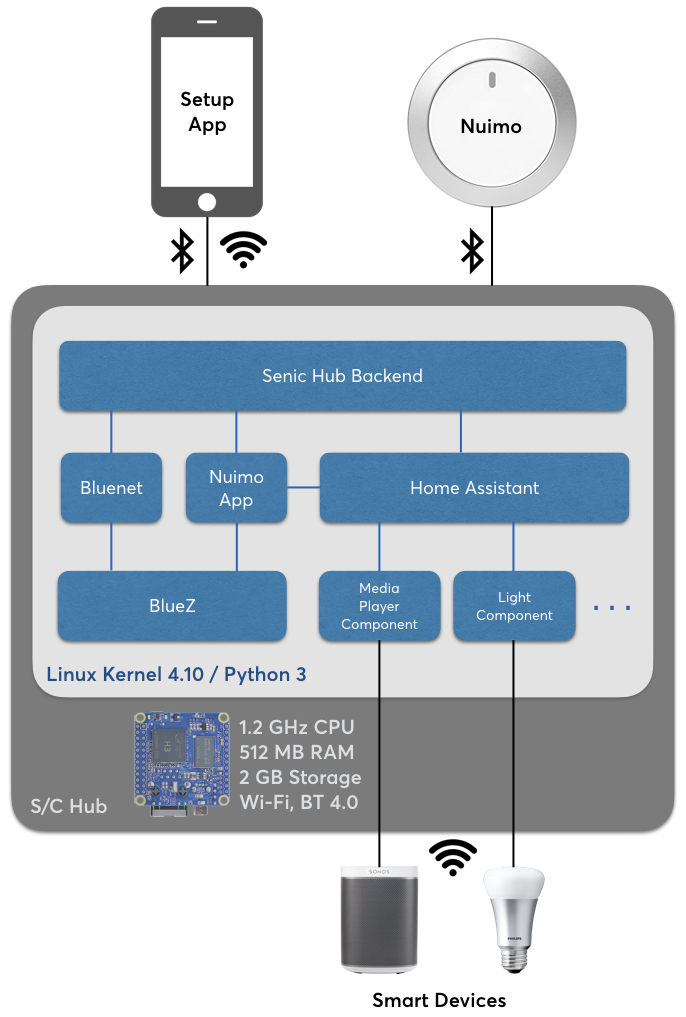 Setup
App
Nuimo
Senic Hub Backend
Bluenet
Nuimo
App
Home Assistant
BlueZ
Media
Player
Component
Light
Component
...
Linux Kernel 4.10 / Python 3
H3
1.2 GHz CPU
512 MB RAM
2 GB Storage
Wi-Fi, BT 4.0
S/C Hub
SONOS
PHILIPS
Smart Devices